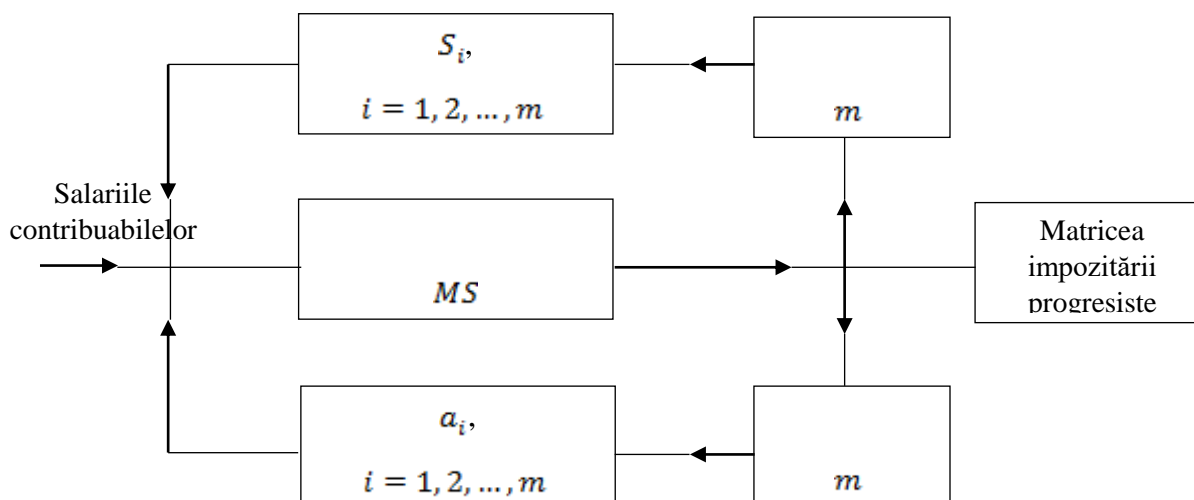 S_i,
i = 1, 2, ..., m
m
Salariile
contribuabilelor
MS
Matricea
impozitării
progresiste
a_i,
i = 1, 2, ..., m
m